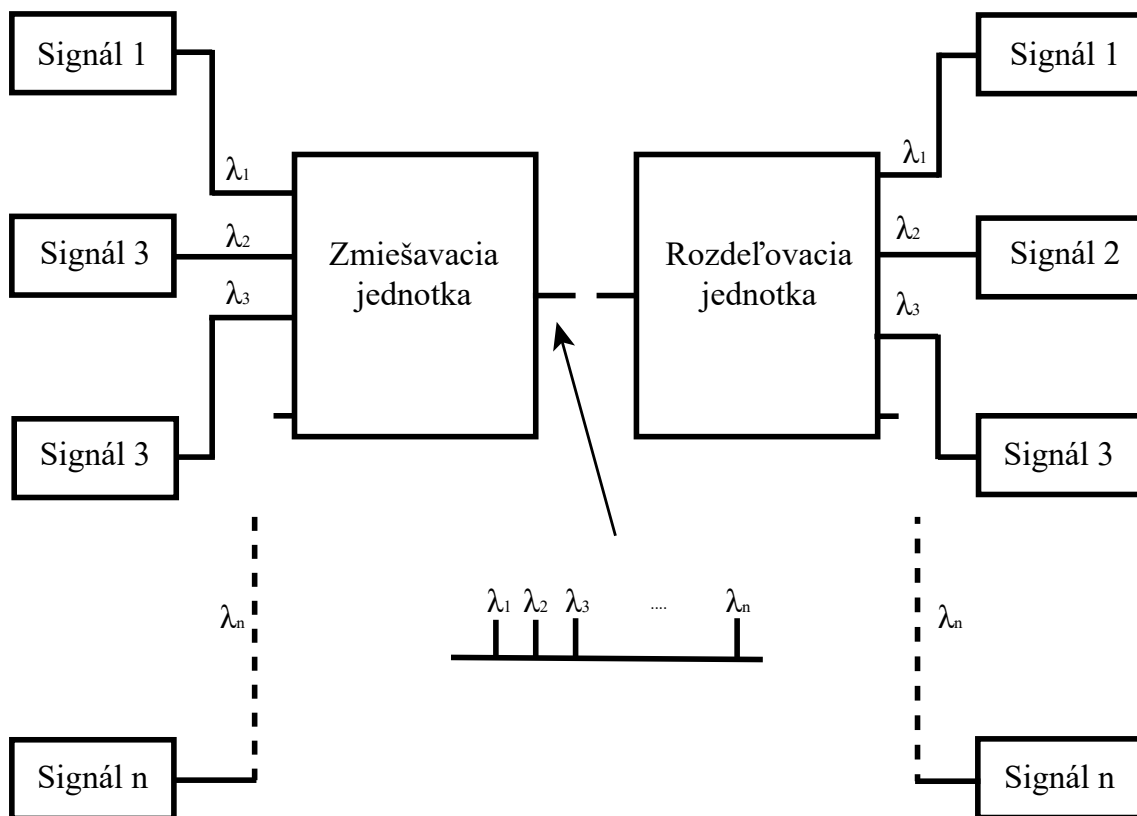 Signál 1
Signál 1
λ1
λ1
Signál 3
λ2
Zmiešavacia
jednotka
Rozdeľovacia
jednotka
λ2
Signál 2
λ3
λ3
Signál 3
Signál 3
λ1 λ2 λ3 .... λn
λn
λn
Signál n
Signál n